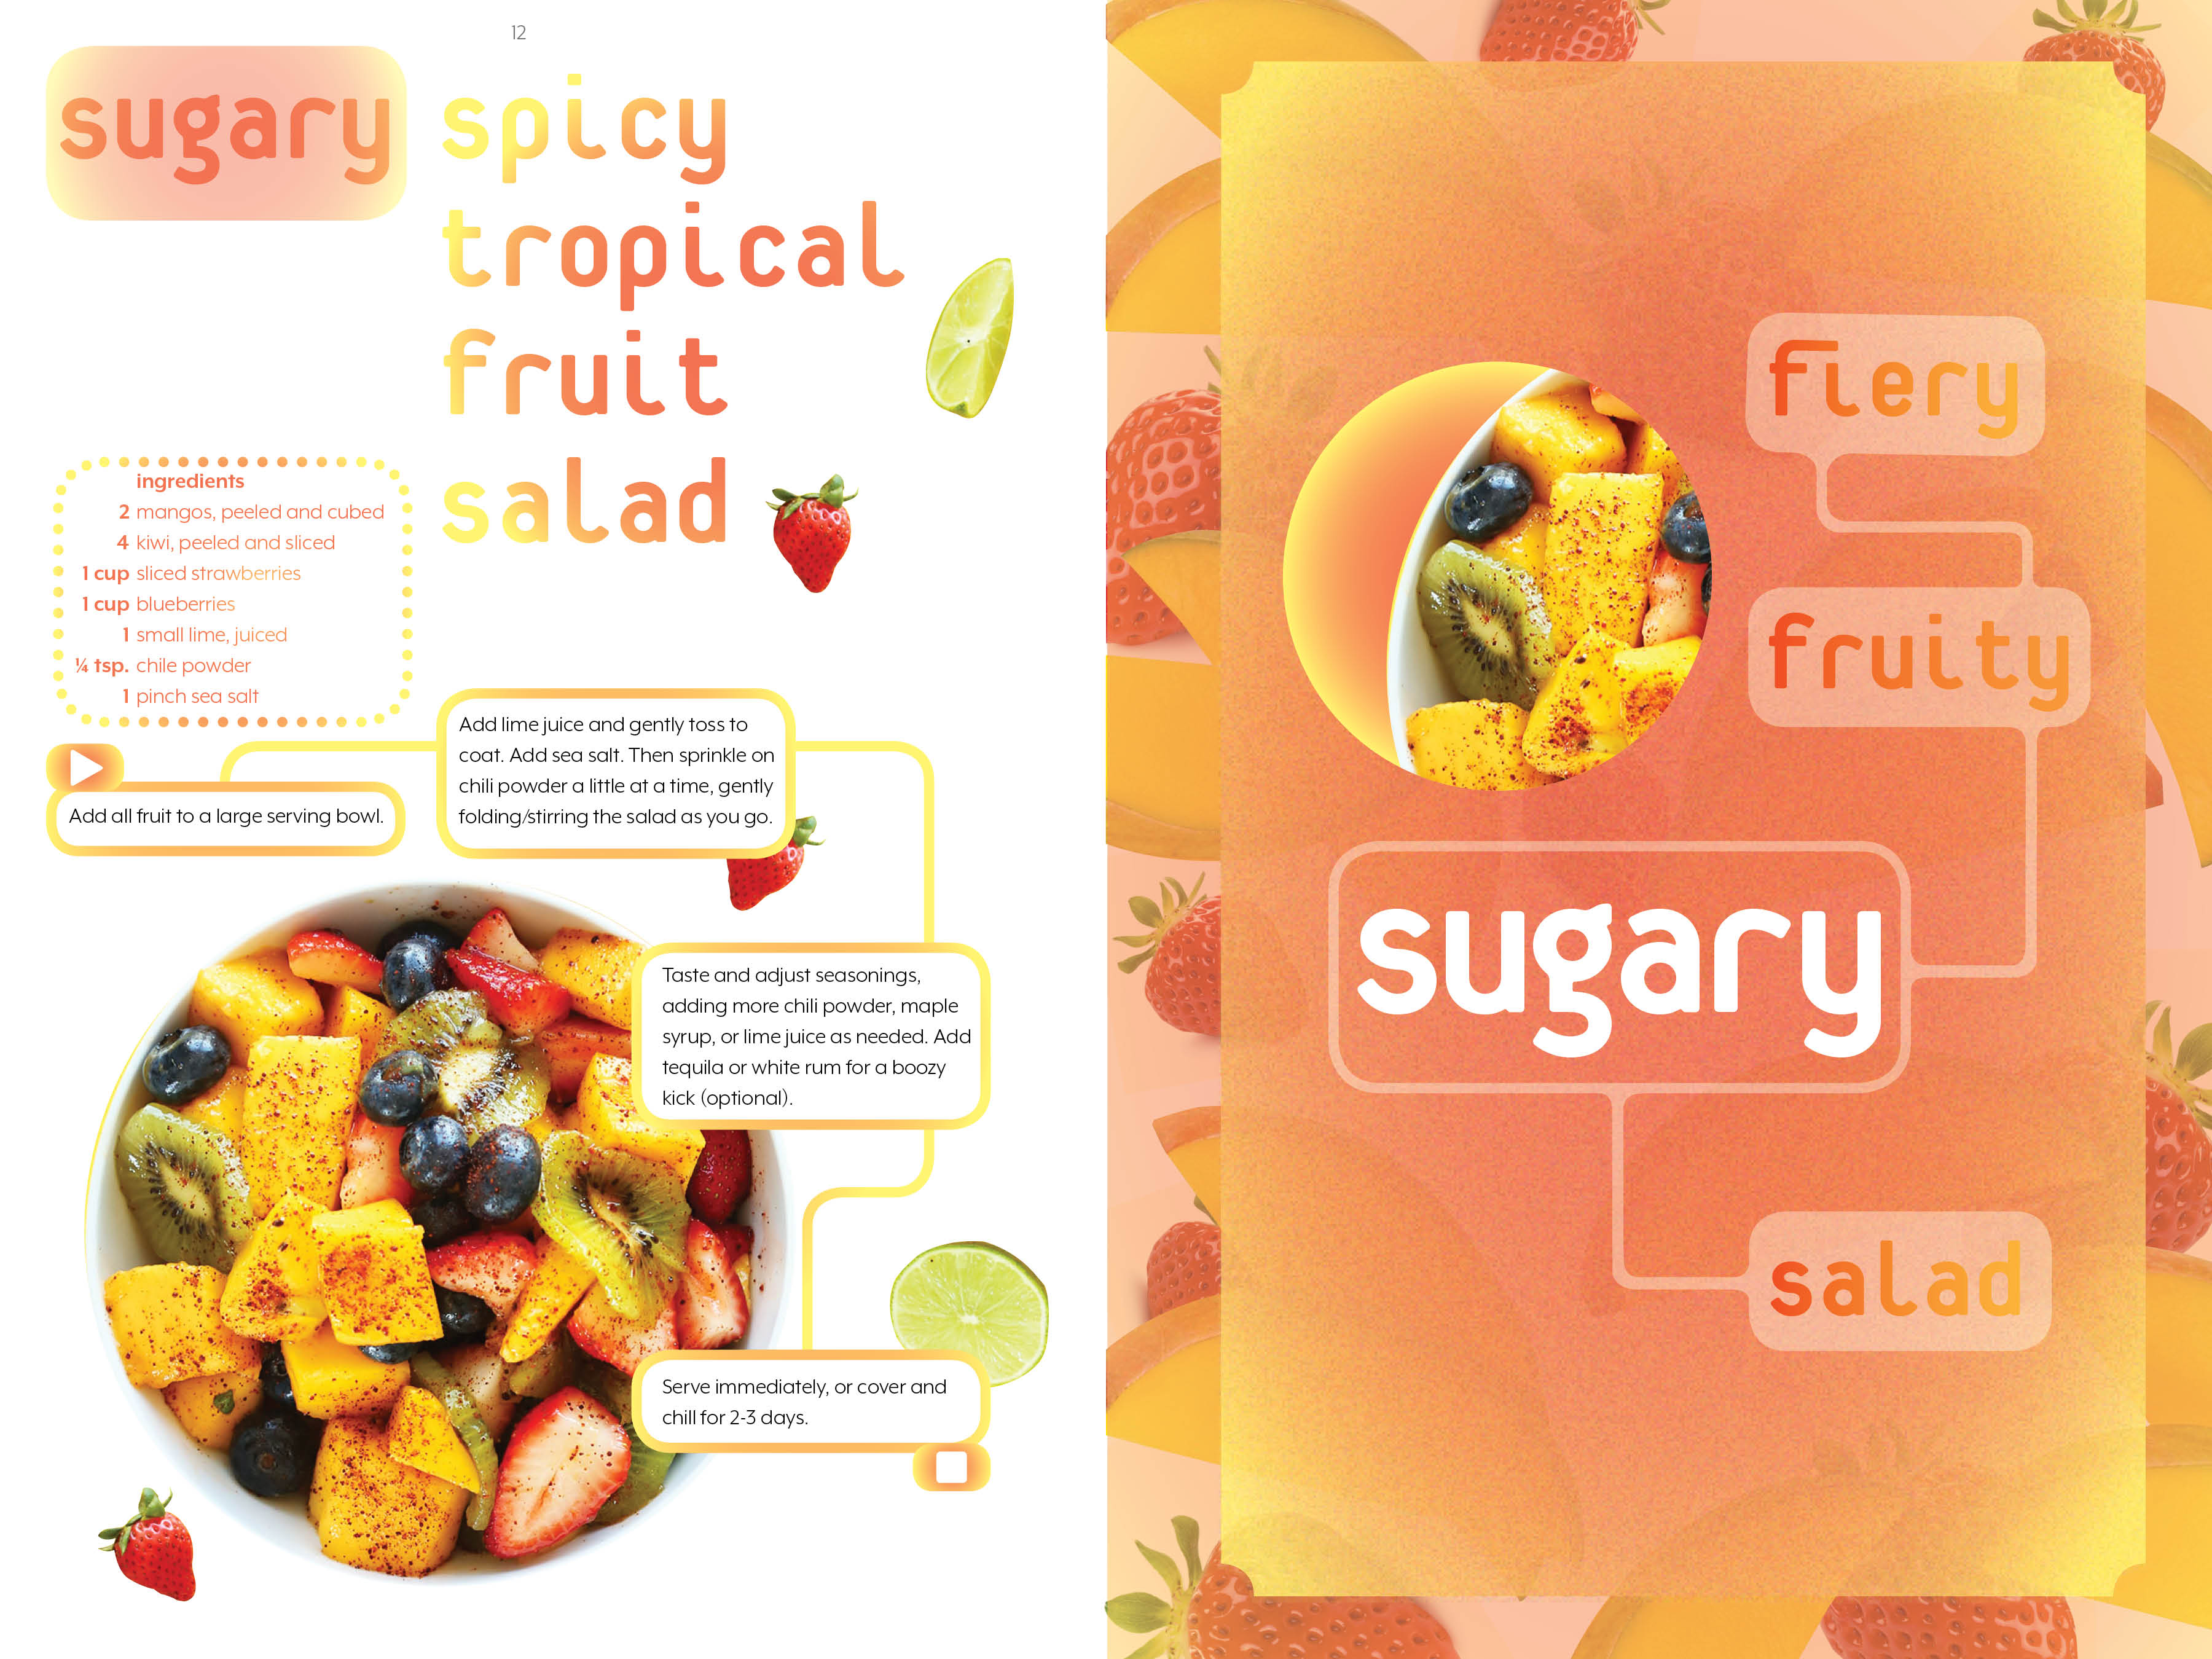 12
sugary
spicy
tropical
fruit
salad
ingredients
2 mangos, peeled and cubed
4 kiwi, peeled and sliced
1 cup sliced strawberries
1 cup blueberries
1 small lime, juiced
¼ tsp. chile powder
1 pinch sea salt
Add all fruit to a large serving bowl.
Add lime juice and gently toss to
coat. Add sea salt. Then sprinkle on
chili powder a little at a time, gently
folding/stirring the salad as you go.
Taste and adjust seasonings,
adding more chili powder, maple
syrup, or lime juice as needed. Add
tequila or white rum for a boozy
kick (optional).
Serve immediately, or cover and
chill for 2-3 days.
fiery
fruity
sugary
salad